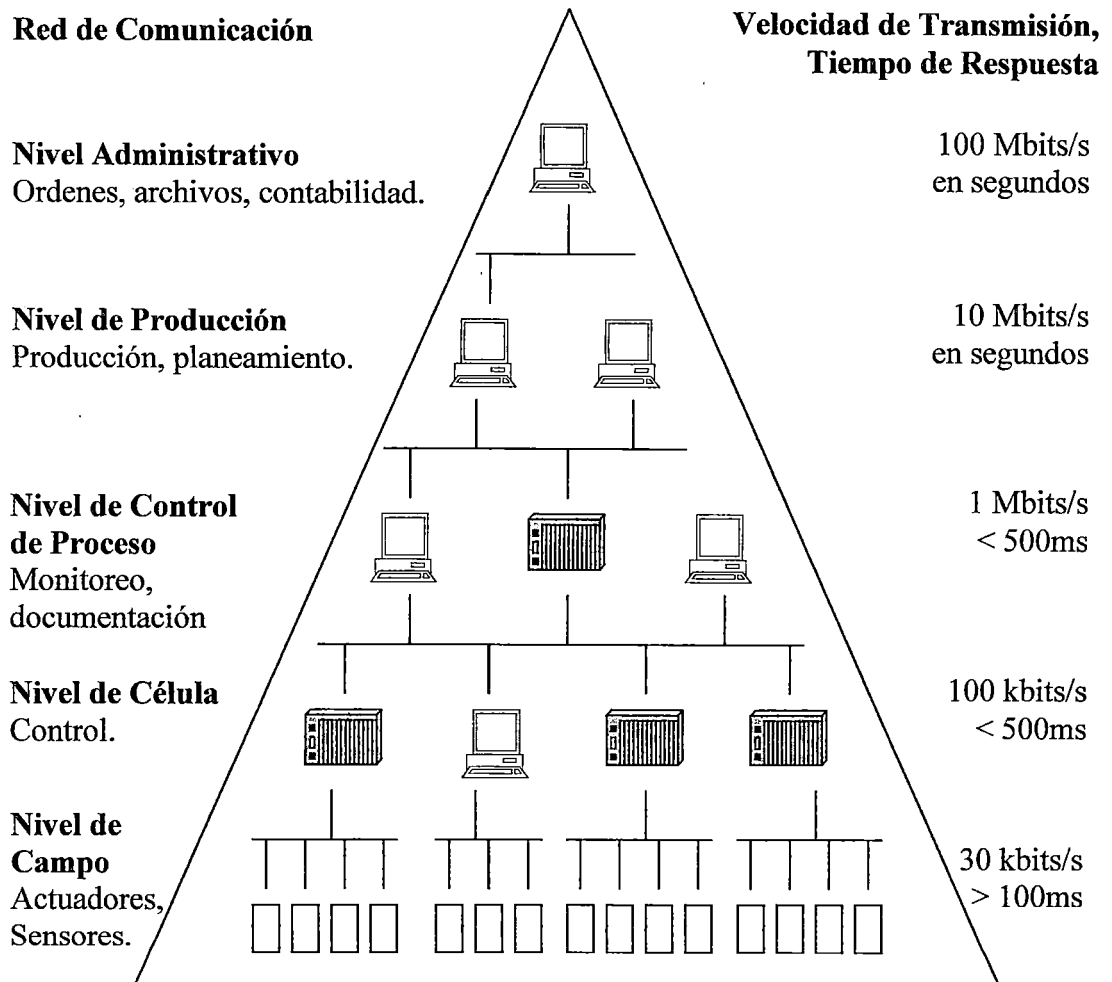 Red de Comunicación
Velocidad de Transmisión,
Tiempo de Respuesta
Nivel Administrativo
Ordenes, archivos, contabilidad.
100 Mbits/s
en segundos
Nivel de Producción
Producción, planeamiento.
10 Mbits/s
en segundos
Nivel de Control
de Proceso
Monitoreo,
documentación
1 Mbits/s
< 500ms
Nivel de Célula
Control.
100 kbits/s
< 500ms
Nivel de
Campo
Actuadores,
Sensores.
30 kbits/s
> 100ms